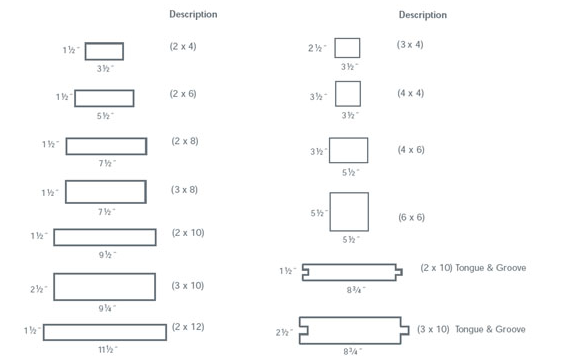 Description
1½" (2 x 4)
3½"
1½" (2 x 6)
5½"
1½" (2 x 8)
7½"
1½" (3 x 8)
7½"
1½" (2 x 10)
9½"
2½" (3 x 10)
9¼"
1½" (2 x 12)
11½"
Description
2½" (3 x 4)
3½"
3½" (4 x 4)
3½"
3½" (4 x 6)
5½"
5½" (6 x 6)
5½"
1½" (2 x 10) Tongue & Groove
8¾"
2½" (3 x 10) Tongue & Groove
8¾"